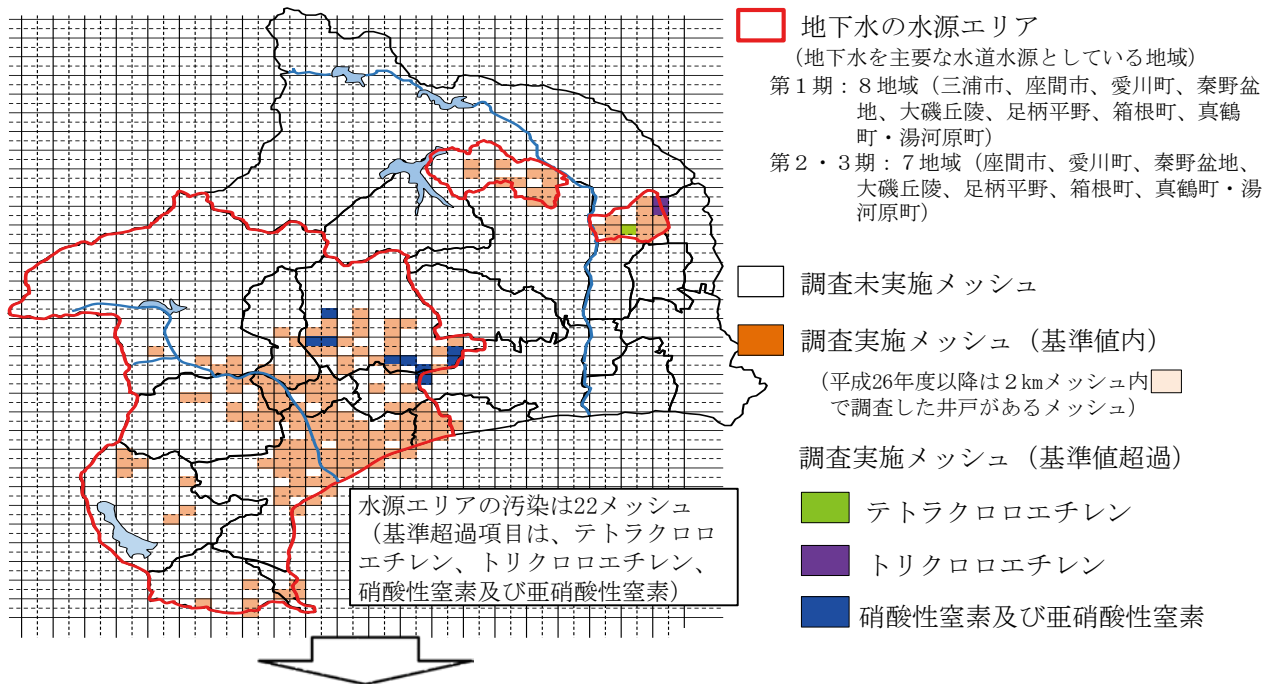 地下水の水源エリア
(地下水を主要な水道水源としている地域)
第1期:8地域(三浦市、座間市、愛川町、秦野盆
地、大磯丘陵、足柄平野、箱根町、真鶴
町・湯河原町)
第2・3期:7地域(座間市、愛川町、秦野盆地、
大磯丘陵、足柄平野、箱根町、真鶴町・湯
河原町)
調査未実施メッシュ
調査実施メッシュ(基準値内)
(平成26年度以降は2㎞メッシュ内
で調査した井戸があるメッシュ)
調査実施メッシュ(基準値超過)
テトラクロロエチレン
トリクロロエチレン
硝酸性窒素及び亜硝酸性窒素
水源エリアの汚染は22メッシュ
(基準超過項目は、テトラクロロ
エチレン、トリクロロエチレン、
硝酸性窒素及び亜硝酸性窒素)